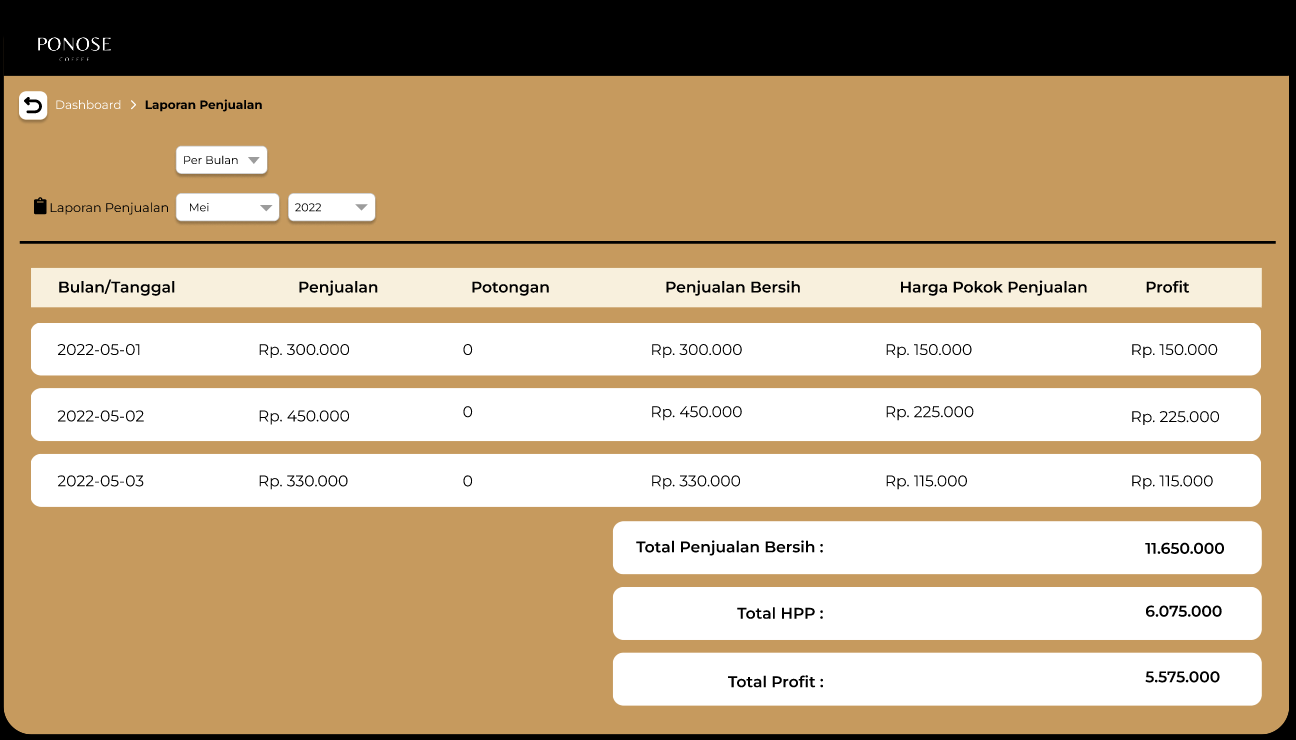 PONOSE
COFFEE
Dashboard > Laporan Penjualan
Per Bulan
Laporan Penjualan Mei 2022
Bulan/Tanggal Penjualan Potongan Penjualan Bersih Harga Pokok Penjualan Profit
2022-05-01 Rp. 300.000 0 Rp. 300.000 Rp. 150.000 Rp. 150.000
2022-05-02 Rp. 450.000 0 Rp. 450.000 Rp. 225.000 Rp. 225.000
2022-05-03 Rp. 330.000 0 Rp. 330.000 Rp. 115.000 Rp. 115.000
Total Penjualan Bersih : 11.650.000
Total HPP : 6.075.000
Total Profit : 5.575.000